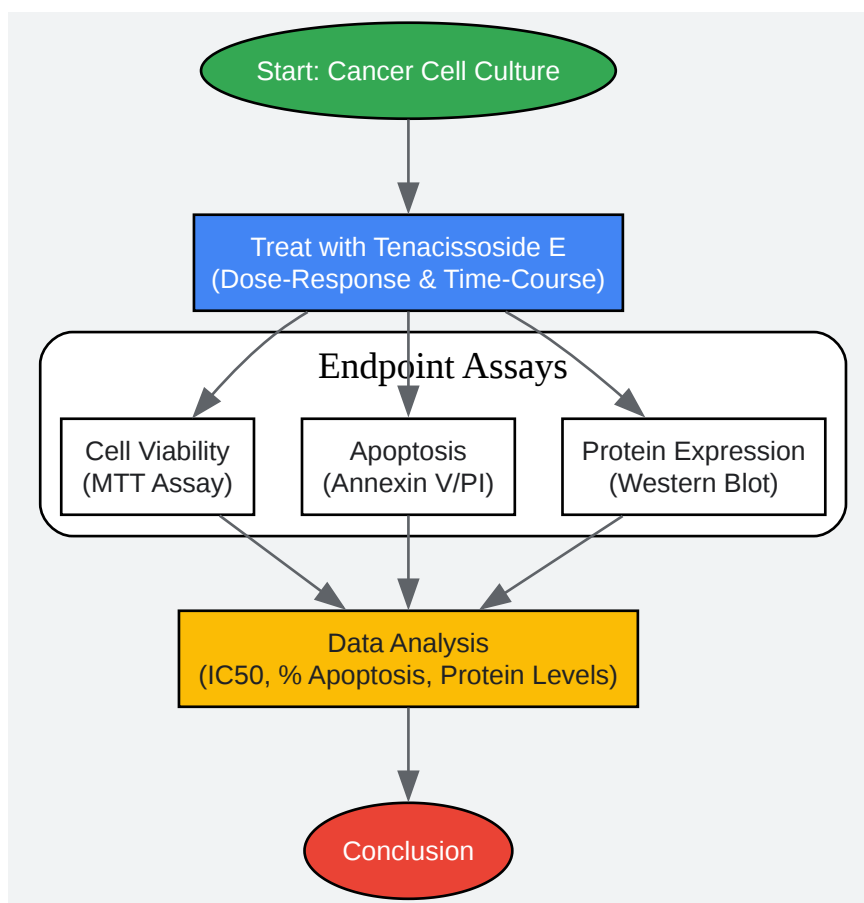 Start: Cancer Cell Culture
Treat with Tenacissoside E
(Dose-Response & Time-Course)
Endpoint Assays
Cell Viability
(MTT Assay)
Apoptosis
(Annexin V/PI)
Protein Expression
(Western Blot)
Data Analysis
(IC50, % Apoptosis, Protein Levels)
Conclusion